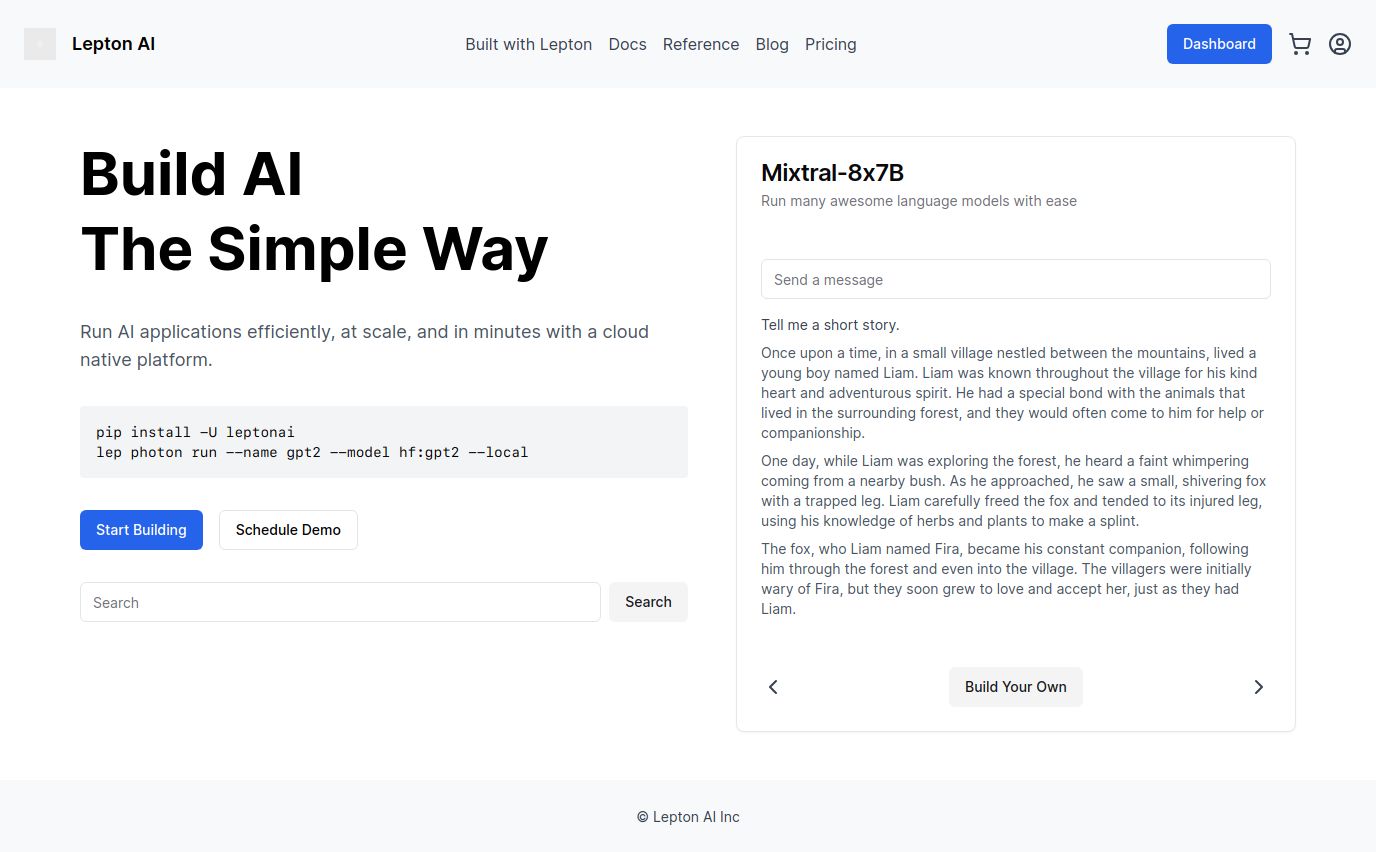 Lepton AI
Built with Lepton
Docs
Reference
Blog
Pricing
Dashboard
Build AI
The Simple Way
Run AI applications efficiently, at scale, and in minutes with a cloud
native platform.
pip install -U leptonai
lep photon run --name gpt2 --model hf:gpt2 --local
Start Building
Schedule Demo
Search
Search
Mixtral-8x7B
Run many awesome language models with ease
Send a message
Tell me a short story.
Once upon a time, in a small village nestled between the mountains, lived a
young boy named Liam. Liam was known throughout the village for his kind
heart and adventurous spirit. He had a special bond with the animals that
lived in the surrounding forest, and they would often come to him for help or
companionship.
One day, while Liam was exploring the forest, he heard a faint whimpering
coming from a nearby bush. As he approached, he saw a small, shivering fox
with a trapped leg. Liam carefully freed the fox and tended to its injured leg,
using his knowledge of herbs and plants to make a splint.
The fox, who Liam named Fira, became his constant companion, following
him through the forest and even into the village. The villagers were initially
wary of Fira, but they soon grew to love and accept her, just as they had
Liam.
Build Your Own
© Lepton AI Inc